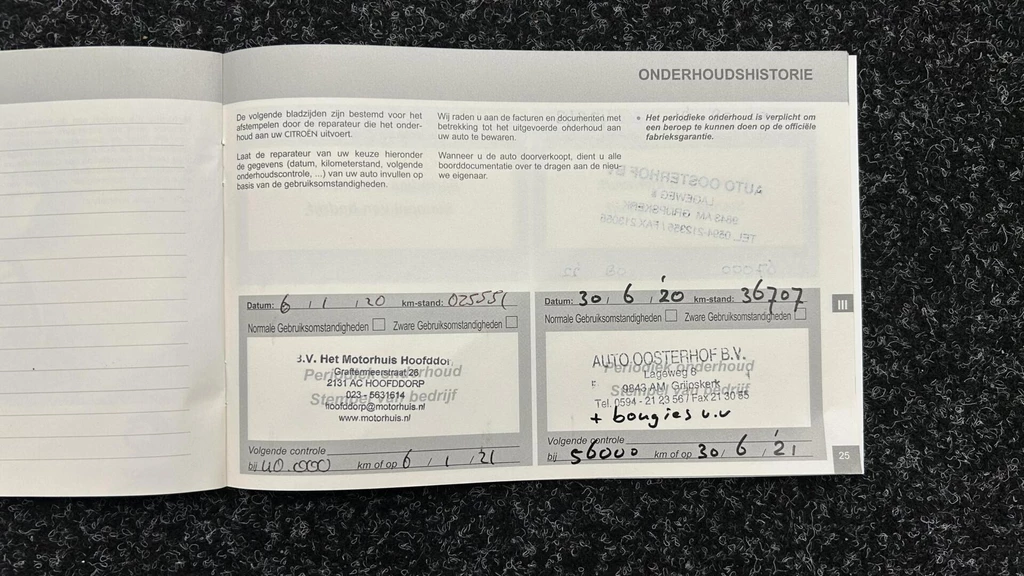 ONDERHOUDSHISTORIE
De volgende bladzijden zijn bestemd voor het
afstempelen door de reparateur die het onder-
houd aan uw CITROËN uitvoert.
Laat de reparateur van uw keuze hieronder
de gegevens (datum, kilometerstand, volgende
onderhoudscontrole, ...) van uw auto invullen op
basis van de gebruiksomstandigheden.
Wij raden u aan de facturen en documenten met
betrekking tot het uitgevoerde onderhoud aan
uw auto te bewaren.
Wanneer u de auto doorverkoopt, dient u alle
boorddocumentatie over te dragen aan de nieu-
we eigenaar.
• Het periodieke onderhoud is verplicht om
een beroep te kunnen doen op de officiële
fabrieksgarantie.
Datum: 6 / 1 / 20 km-stand: 025551
Normale Gebruiksomstandigheden Zware Gebruiksomstandigheden
B.V. Het Motorhuis Hoofddor
Graftermeerstraat 26
Periodiek onderhoud
2131 AC HOOFDDORP
023 - 5631614
Stempel van bedrijf
hoofddorp@motorhuis.nl
www.motorhuis.nl
Volgende controle
bij 40.000 km of op 6 / 1 / 21
Datum: 30 / 6 / 20 km-stand: 36707
Normale Gebruiksomstandigheden Zware Gebruiksomstandigheden
AUTO OOSTERHOF B.V.
Periodiek onderhoud
Lageweg 8
9843 AM Grijpskerk
Stempel van bedrijf
Tel. 0594 - 21 23 56 / Fax 21 30 65
+ bougies v.v
Volgende controle
bij 56000 km of op 30 / 6 / 21
III
25